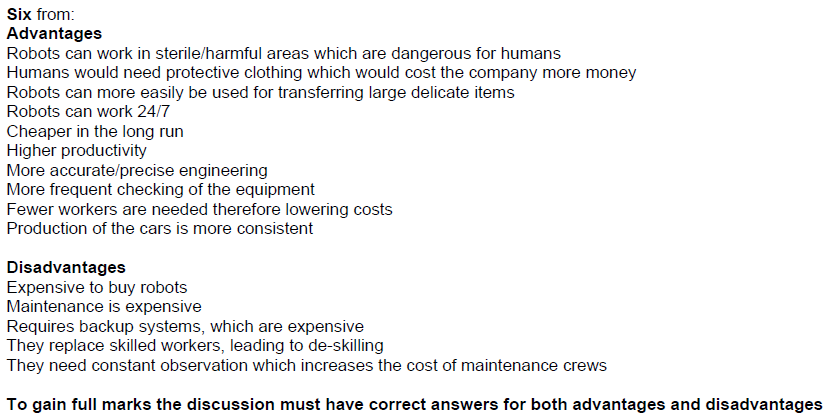 Six from:
Advantages
Robots can work in sterile/harmful areas which are dangerous for humans
Humans would need protective clothing which would cost the company more money
Robots can more easily be used for transferring large delicate items
Robots can work 24/7
Cheaper in the long run
Higher productivity
More accurate/precise engineering
More frequent checking of the equipment
Fewer workers are needed therefore lowering costs
Production of the cars is more consistent
Disadvantages
Expensive to buy robots
Maintenance is expensive
Requires backup systems, which are expensive
They replace skilled workers, leading to de-skilling
They need constant observation which increases the cost of maintenance crews
To gain full marks the discussion must have correct answers for both advantages and disadvantages